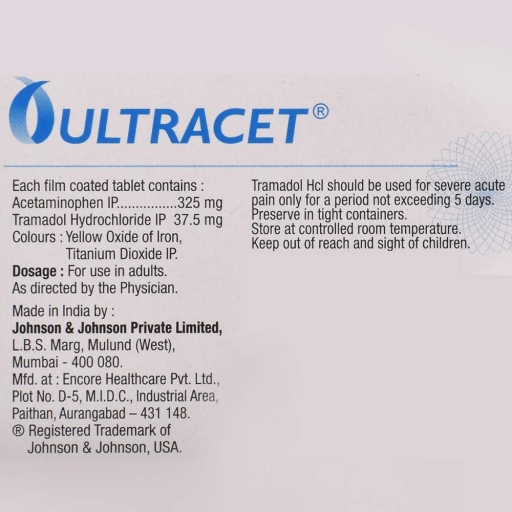 ULTRACET®
Each film coated tablet contains :
Acetaminophen IP................325 mg
Tramadol Hydrochloride IP 37.5 mg
Colours : Yellow Oxide of Iron,
Titanium Dioxide IP.
Dosage : For use in adults.
As directed by the Physician.
Made in India by :
Johnson & Johnson Private Limited,
L.B.S. Marg, Mulund (West),
Mumbai - 400 080.
Mfd. at : Encore Healthcare Pvt. Ltd.,
Plot No. D-5, M.I.D.C., Industrial Area,
Paithan, Aurangabad – 431 148.
® Registered Trademark of
Johnson & Johnson, USA.
Tramadol Hcl should be used for severe acute
pain only for a period not exceeding 5 days.
Preserve in tight containers.
Store at controlled room temperature.
Keep out of reach and sight of children.